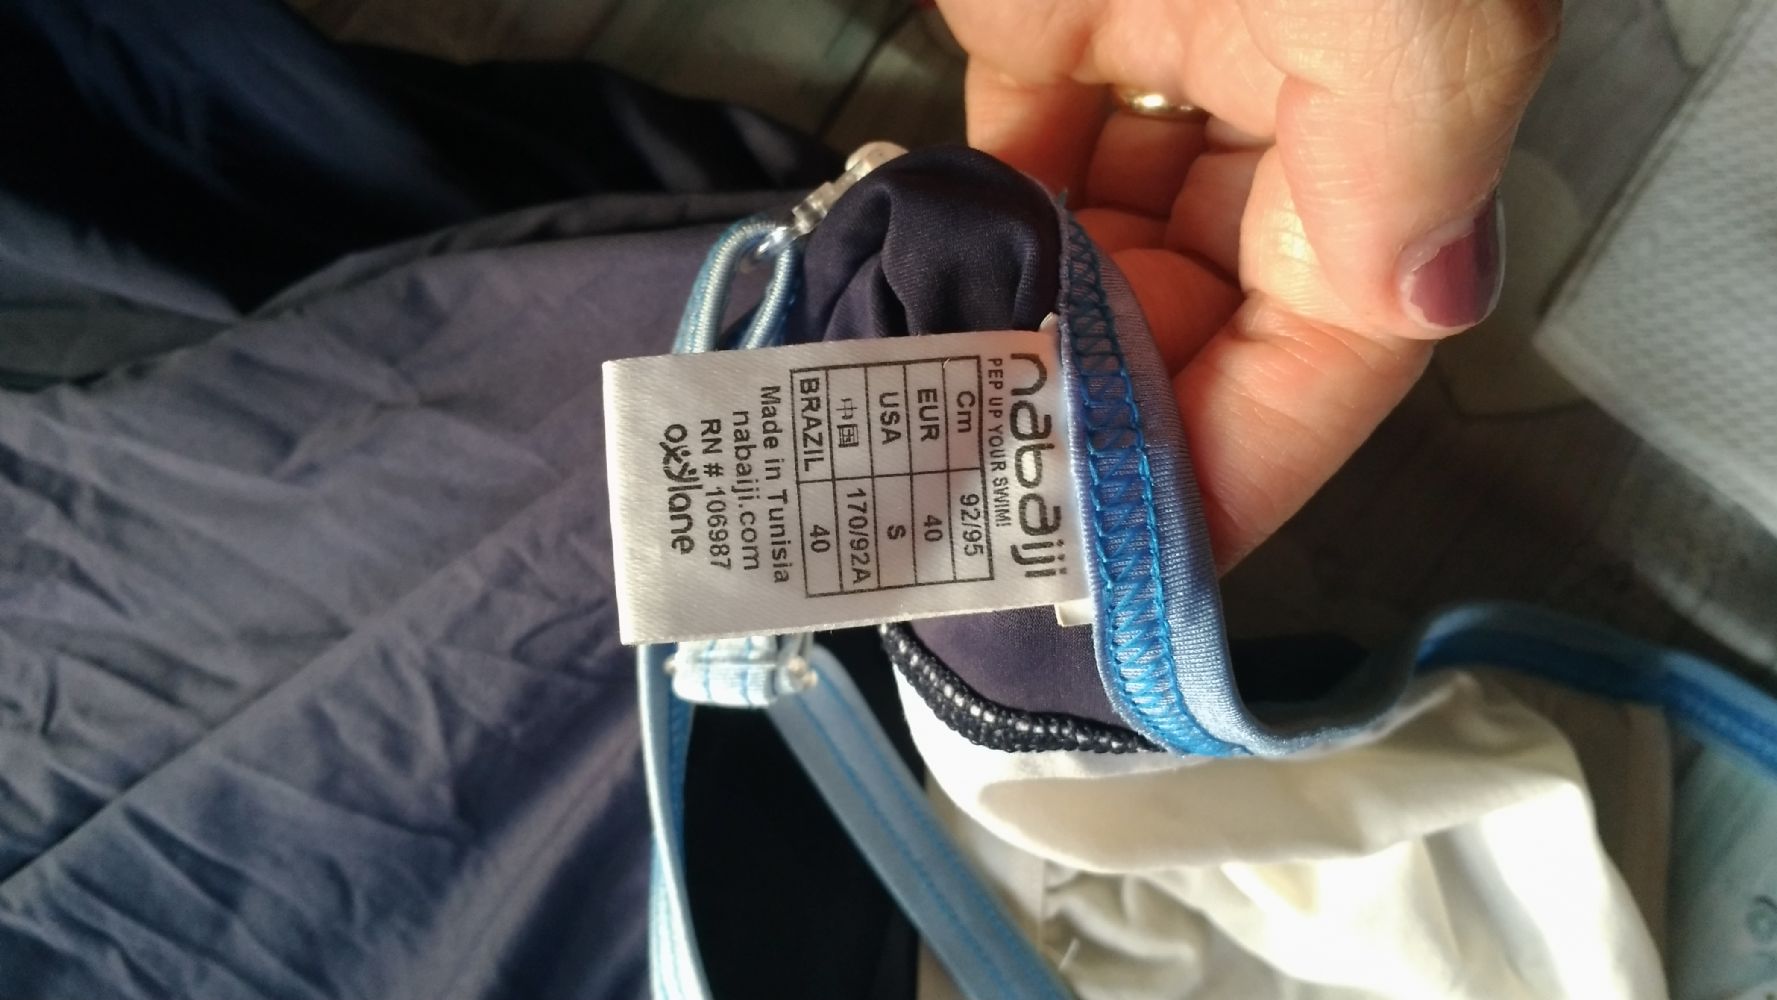 nabaiji
PEP UP YOUR SWIM!
Cm 92/95
EUR 40
USA S
中国 170/92A
BRAZIL 40
Made in Tunisia
nabaiji.com
RN # 106987
oxylane